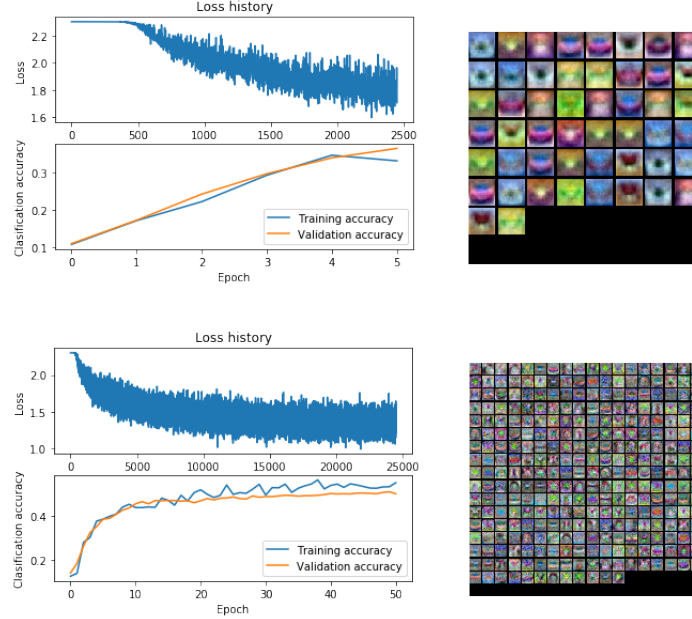 Loss history
2.2
2.0
1.8
1.6
Loss
0 500 1000 1500 2000 2500
0.3
0.2
0.1
Clasification accuracy
Training accuracy
Validation accuracy
0 1 2 3 4 5
Epoch
Loss history
2.0
1.5
1.0
Loss
0 5000 10000 15000 20000 25000
0.4
0.2
Clasification accuracy
Training accuracy
Validation accuracy
0 10 20 30 40 50
Epoch